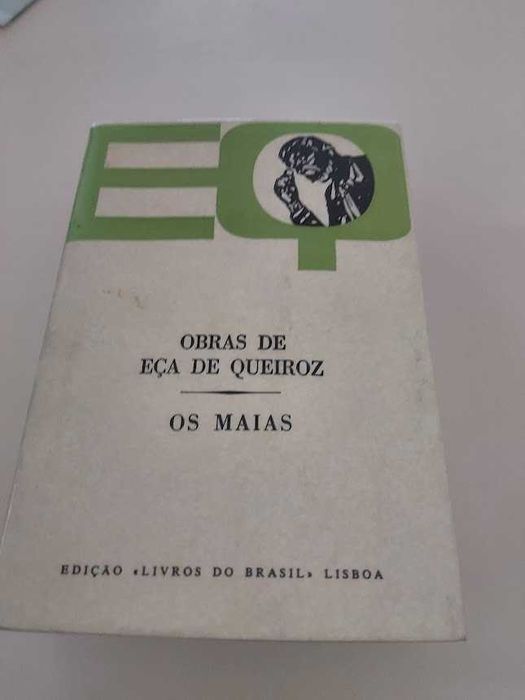 EQ
OBRAS DE
EÇA DE QUEIROZ
OS MAIAS
EDIÇÃO «LIVROS DO BRASIL» LISBOA